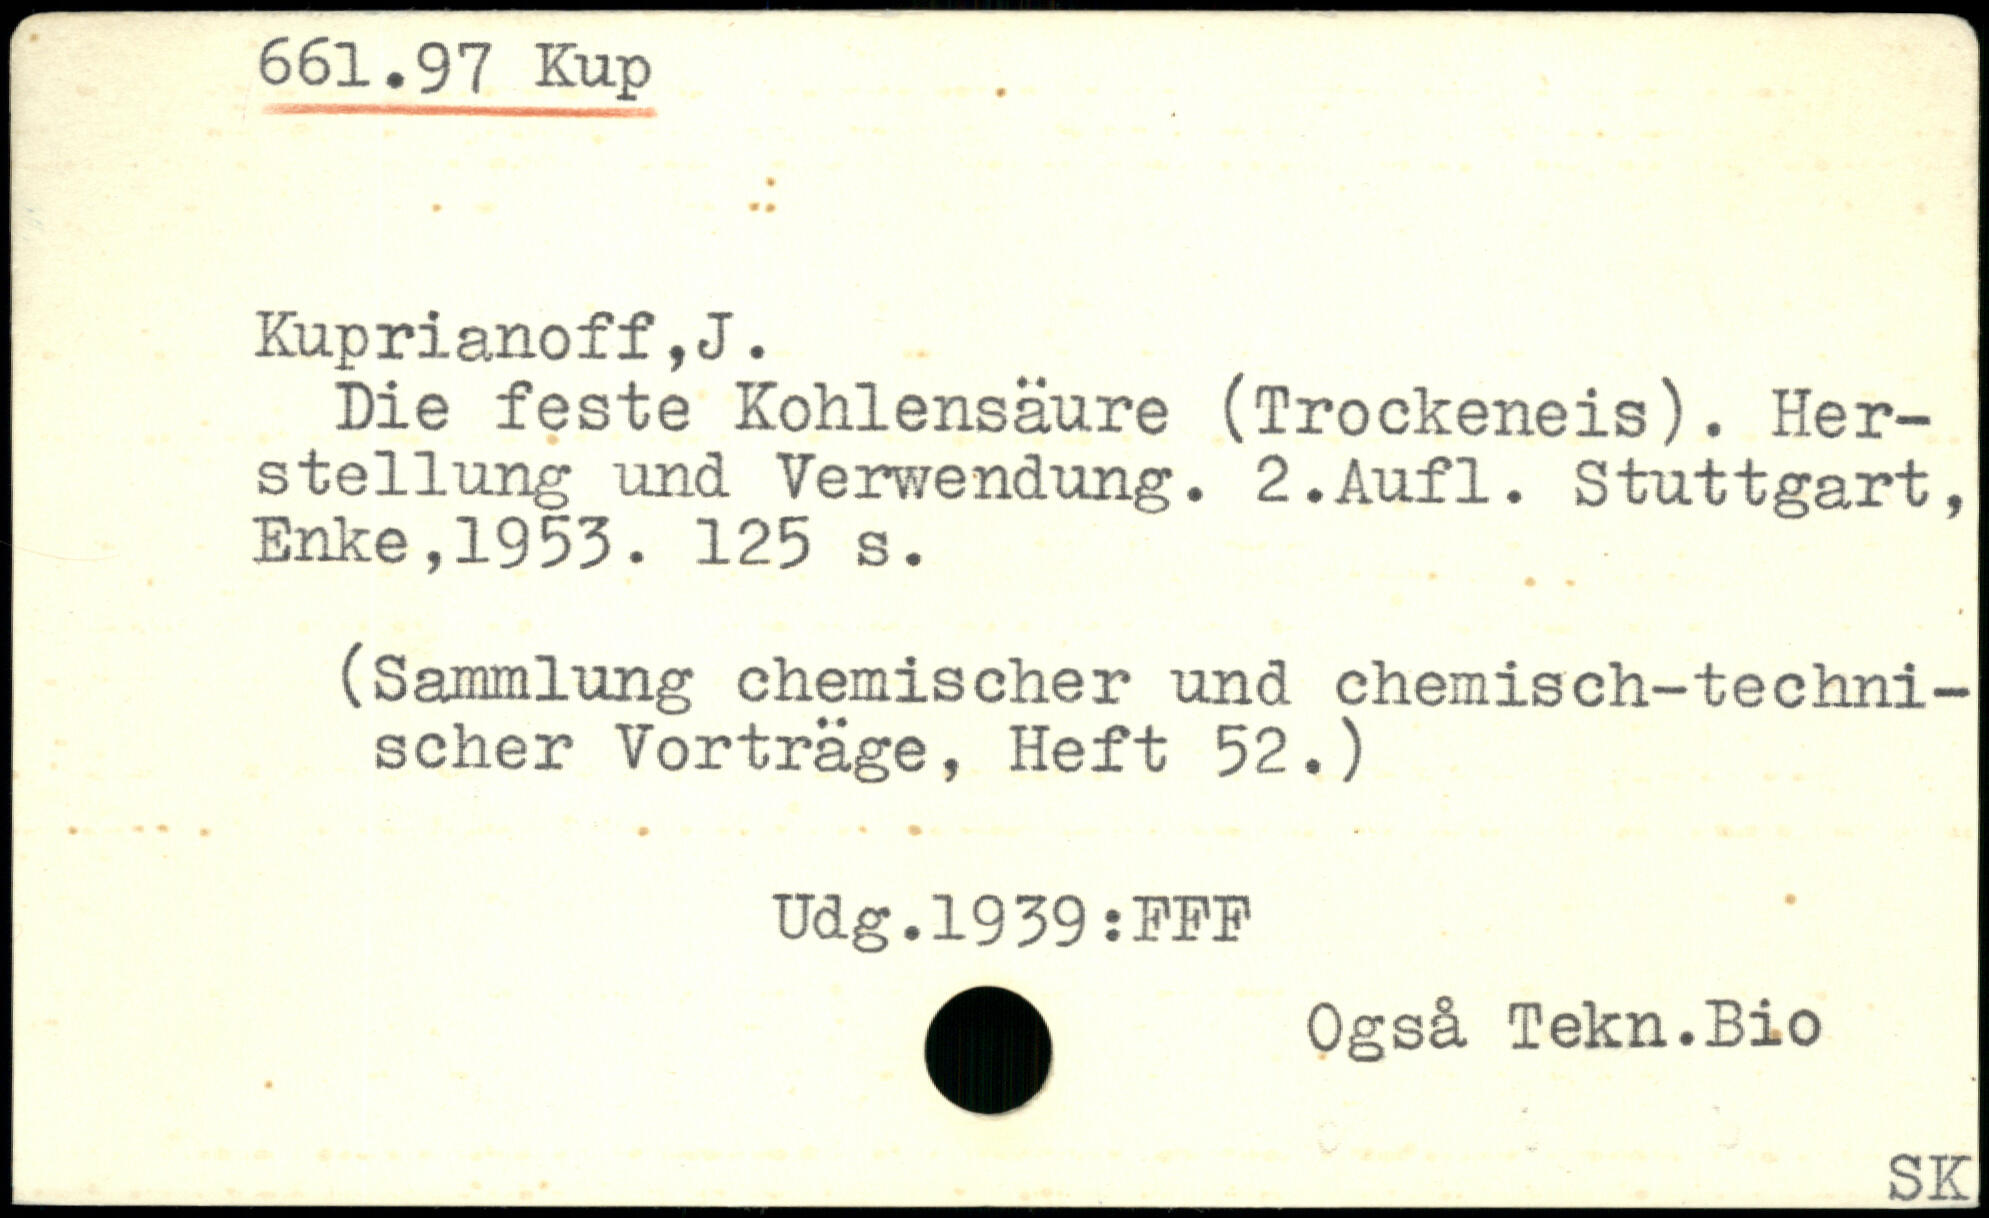 661.97 Kup
Kuprianoff,J.
Die feste Kohlensäure (Trockeneis). Her-
stellung und Verwendung. 2.Aufl. Stuttgart,
Enke,1953. 125 s.
(Sammlung chemischer und chemisch-techni-
scher Vorträge, Heft 52.)
Udg.1939:FFF
Også Tekn.Bio
SK